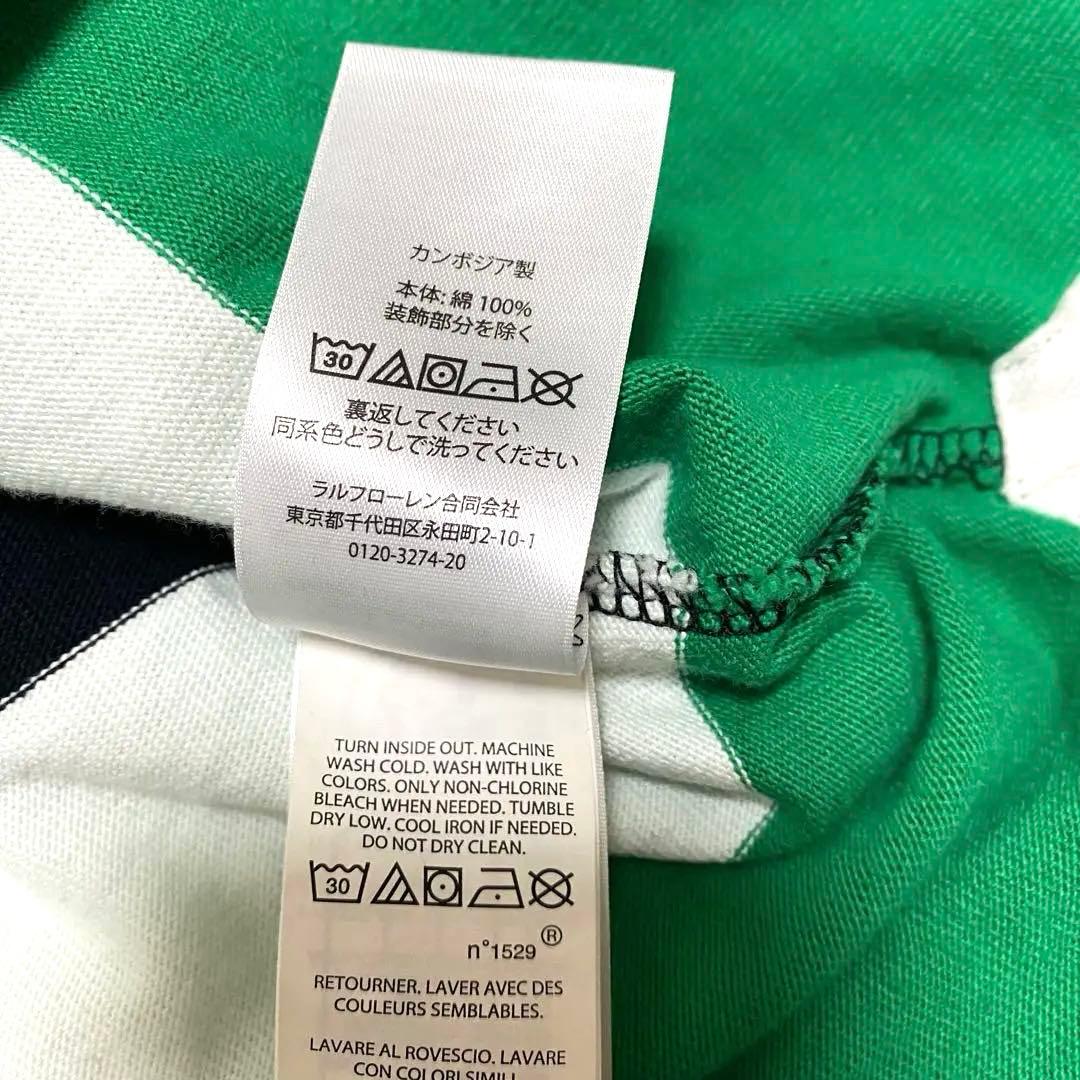 カンボジア製
本体: 綿 100%
装飾部分を除く
30
裏返してください
同系色どうしで洗ってください
ラルフローレン合同会社
東京都千代田区永田町2-10-1
0120-3274-20
TURN INSIDE OUT. MACHINE
WASH COLD. WASH WITH LIKE
COLORS. ONLY NON-CHLORINE
BLEACH WHEN NEEDED. TUMBLE
DRY LOW. COOL IRON IF NEEDED.
DO NOT DRY CLEAN.
30
n°1529 ®
RETOURNER. LAVER AVEC DES
COULEURS SEMBLABLES.
LAVARE AL ROVESCIO. LAVARE
CON COLORI SIMILI